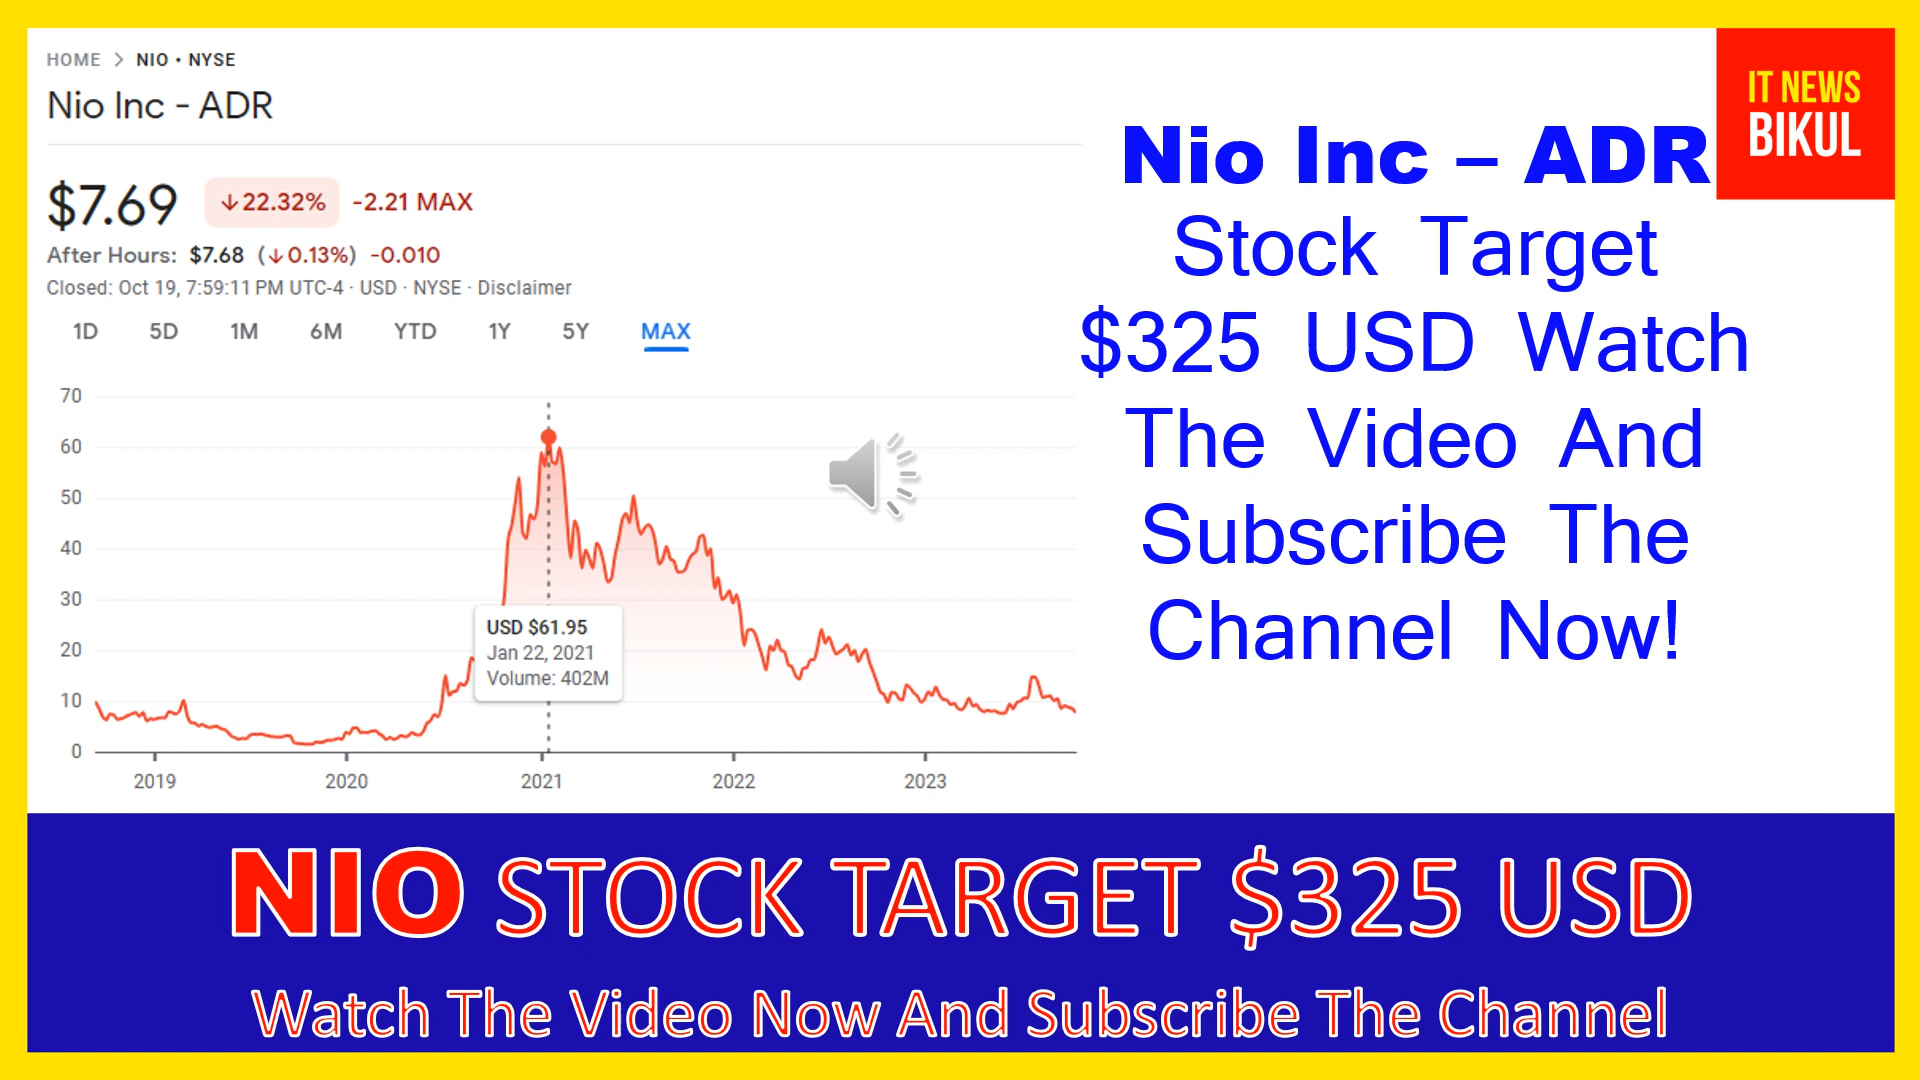 HOME > NIO • NYSE
Nio Inc - ADR
$7.69 ↓22.32% -2.21 MAX
After Hours: $7.68 (↓0.13%) -0.010
Closed: Oct 19, 7:59:11 PM UTC-4 · USD · NYSE · Disclaimer
1D 5D 1M 6M YTD 1Y 5Y MAX
70
60
50
40
30
20
10
0
USD $61.95
Jan 22, 2021
Volume: 402M
2019 2020 2021 2022 2023
Nio Inc – ADR
Stock Target
$325 USD Watch
The Video And
Subscribe The
Channel Now!
IT NEWS
BIKUL
NIO STOCK TARGET $325 USD
Watch The Video Now And Subscribe The Channel